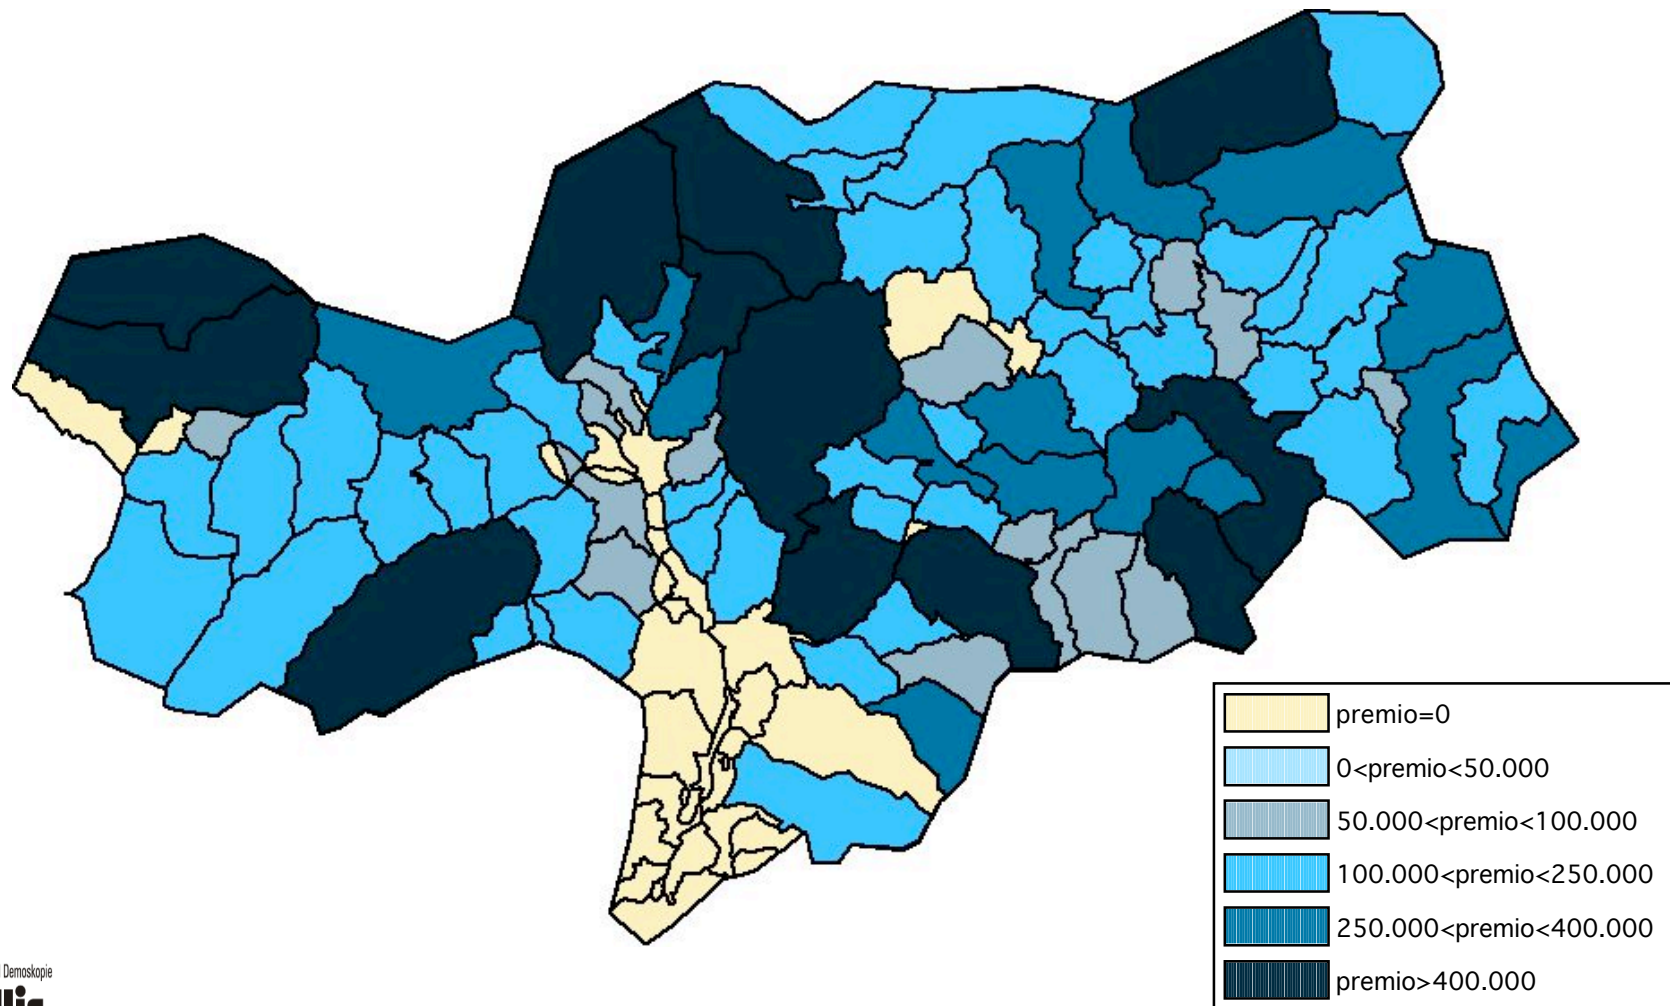 premio=0
0<premio<50.000
50.000<premio<100.000
100.000<premio<250.000
250.000<premio<400.000
premio>400.000
Demoskopie